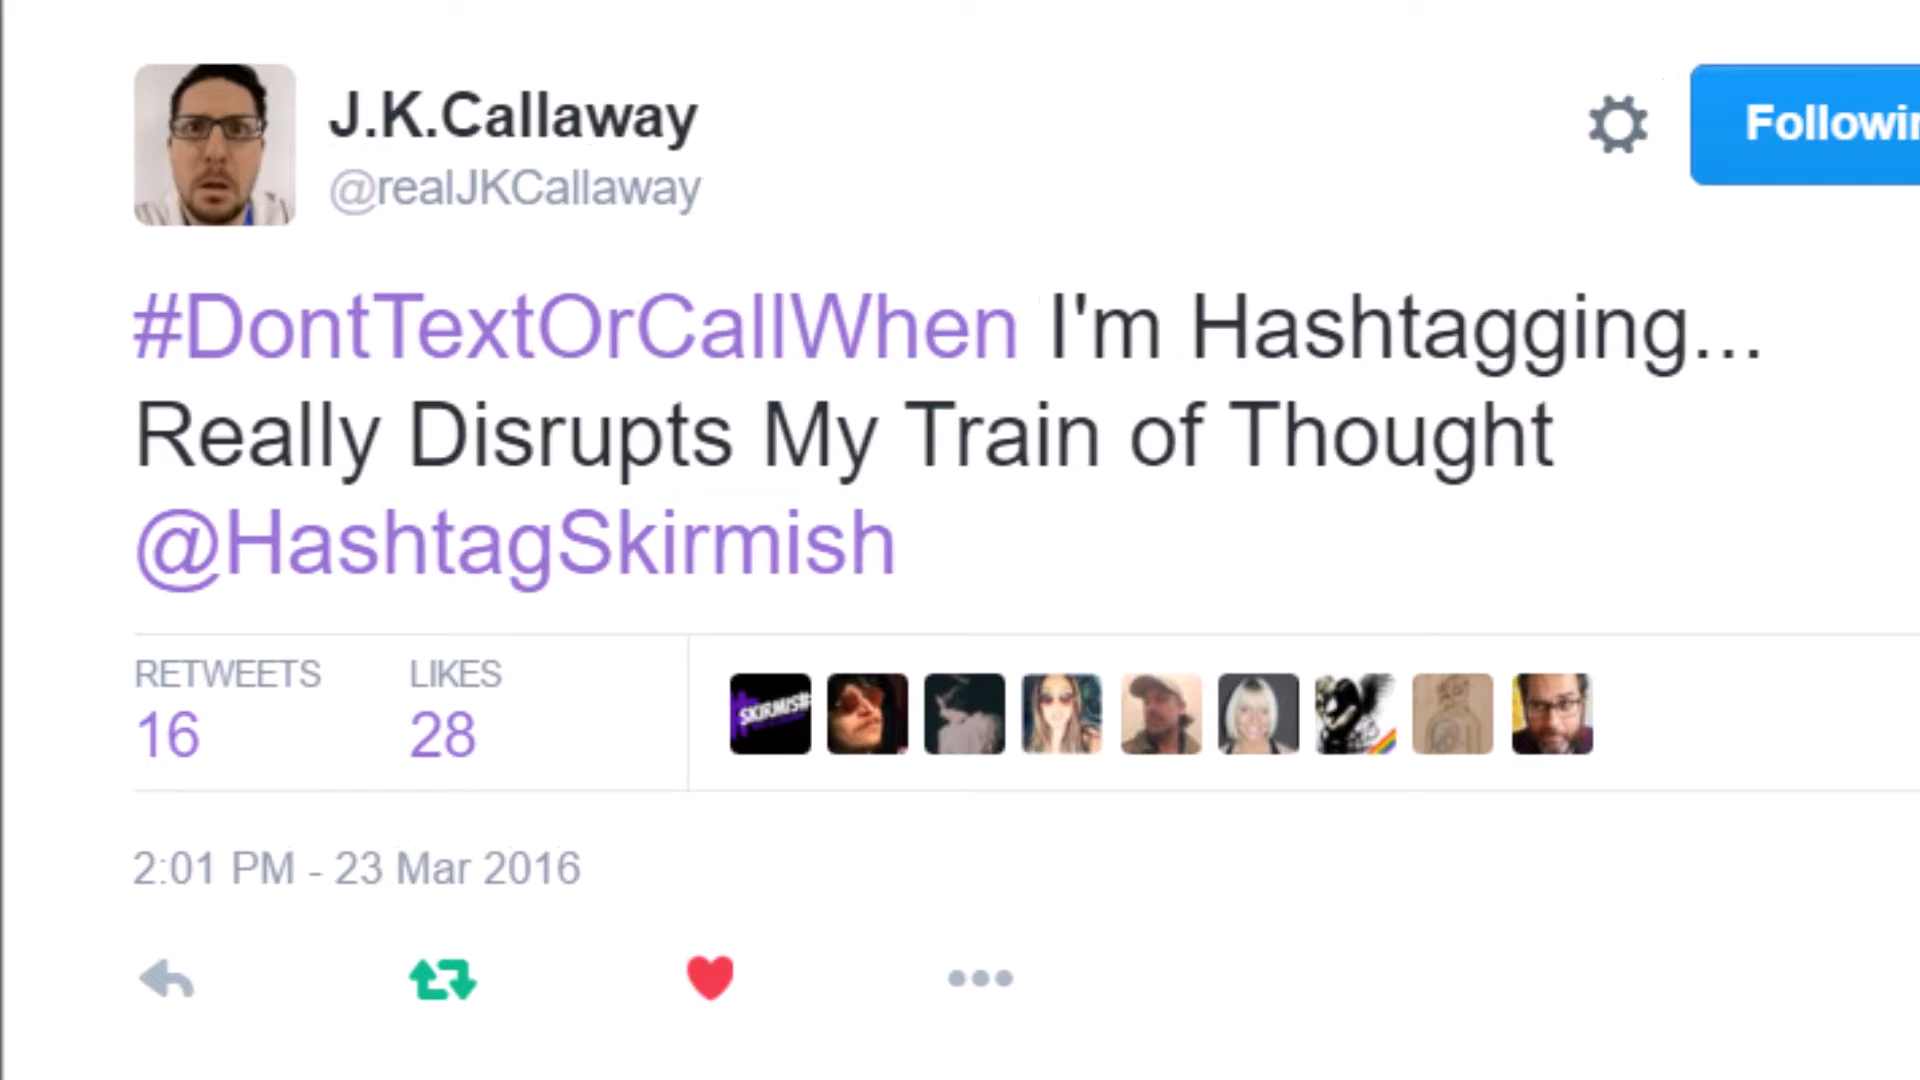 J.K.Callaway
@realJKCallaway
Followin
#DontTextOrCallWhen I'm Hashtagging...
Really Disrupts My Train of Thought
@HashtagSkirmish
RETWEETS LIKES
16 28
SKIRMISH
2:01 PM - 23 Mar 2016